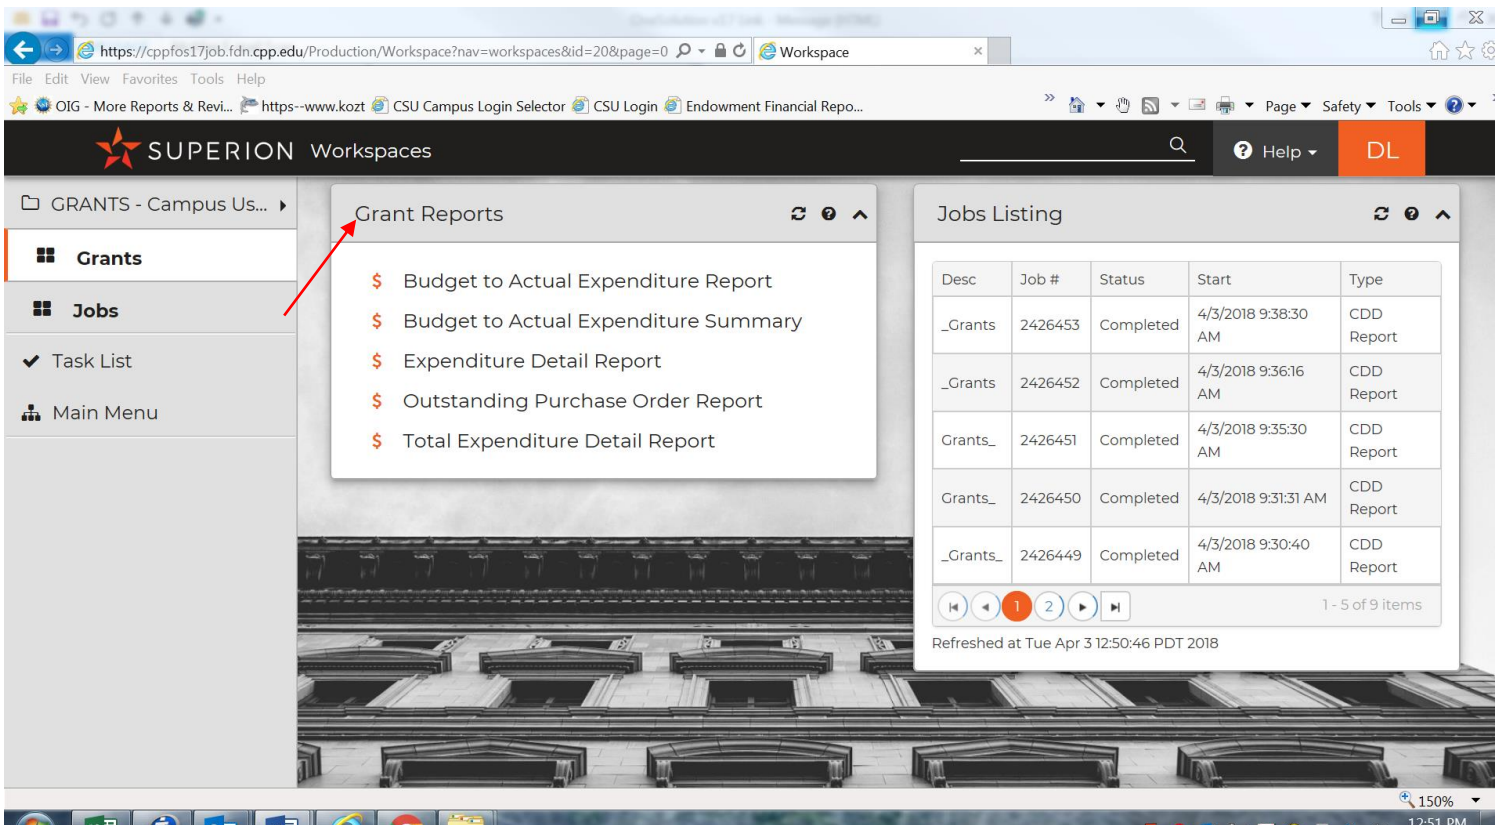 https://cppfos17job.fdn.cpp.edu/Production/Workspace?nav=workspaces&id=20&page=0
Workspace
File Edit View Favorites Tools Help
OIG - More Reports & Revi... https--www.kozt CSU Campus Login Selector CSU Login Endowment Financial Repo...
Page Safety Tools
SUPERION Workspaces
Help
DL
GRANTS - Campus Us...
Grants
Jobs
Task List
Main Menu
Grant Reports
$ Budget to Actual Expenditure Report
$ Budget to Actual Expenditure Summary
$ Expenditure Detail Report
$ Outstanding Purchase Order Report
$ Total Expenditure Detail Report
Jobs Listing
Desc Job # Status Start Type
_Grants 2426453 Completed 4/3/2018 9:38:30 AM CDD Report
_Grants 2426452 Completed 4/3/2018 9:36:16 AM CDD Report
Grants_ 2426451 Completed 4/3/2018 9:35:30 AM CDD Report
Grants_ 2426450 Completed 4/3/2018 9:31:31 AM CDD Report
_Grants_ 2426449 Completed 4/3/2018 9:30:40 AM CDD Report
1 2
1 - 5 of 9 items
Refreshed at Tue Apr 3 12:50:46 PDT 2018
150%
12:51 PM